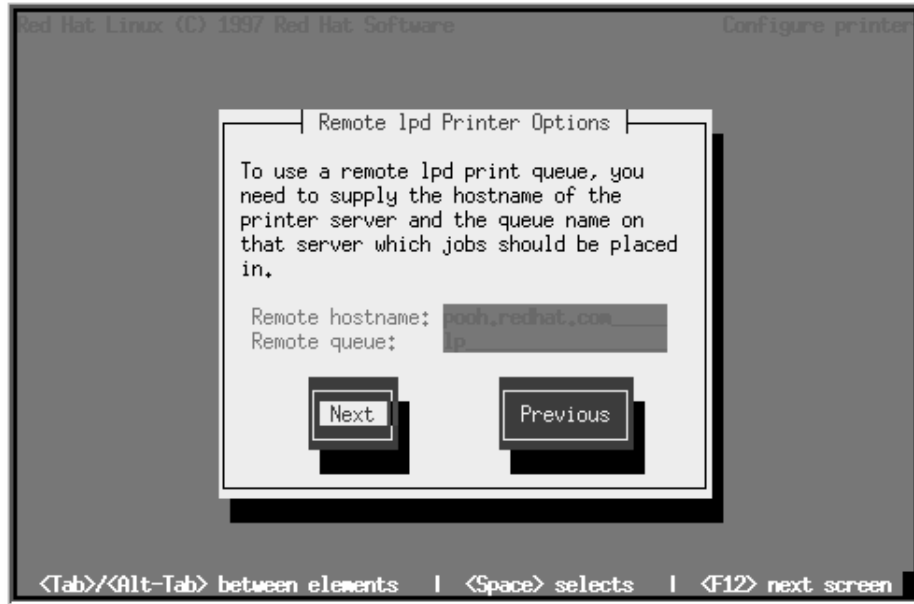 Red Hat Linux (C) 1997 Red Hat Software Configure printer
Remote lpd Printer Options
To use a remote lpd print queue, you
need to supply the hostname of the
printer server and the queue name on
that server which jobs should be placed
in.
Remote hostname: pooh.redhat.com______
Remote queue: lp___________________
Next Previous
<Tab>/<Alt-Tab> between elements | <Space> selects | <F12> next screen